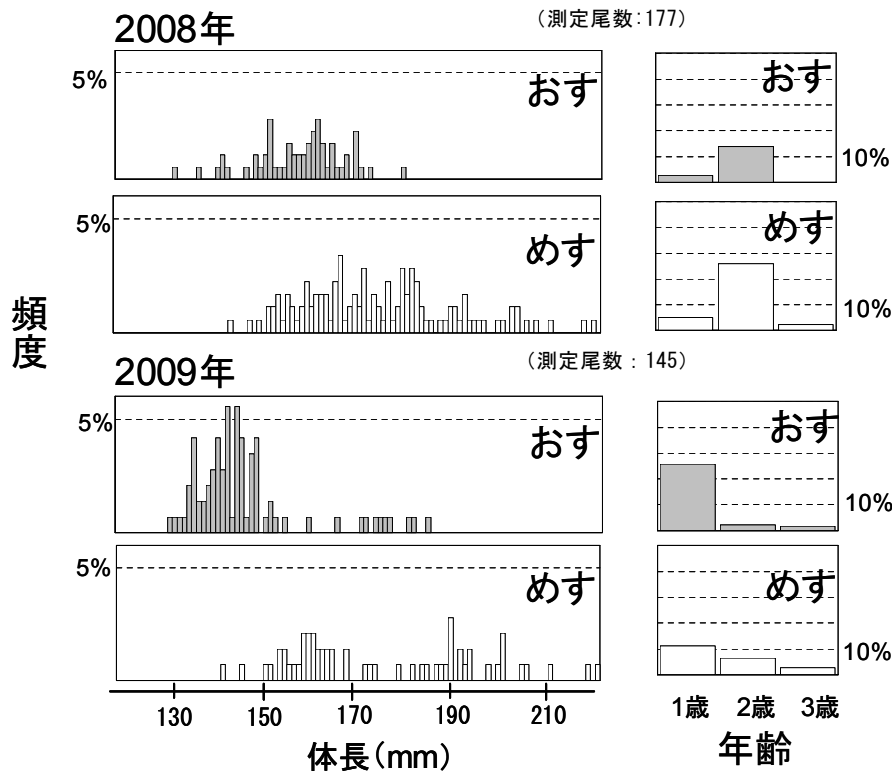 2008年
(測定尾数:177)
5%
おす
おす
10%
5%
めす
めす
10%
頻度
2009年
(測定尾数:145)
5%
おす
おす
10%
5%
めす
めす
10%
130 150 170 190 210
1歳 2歳 3歳
体長(mm)
年齢